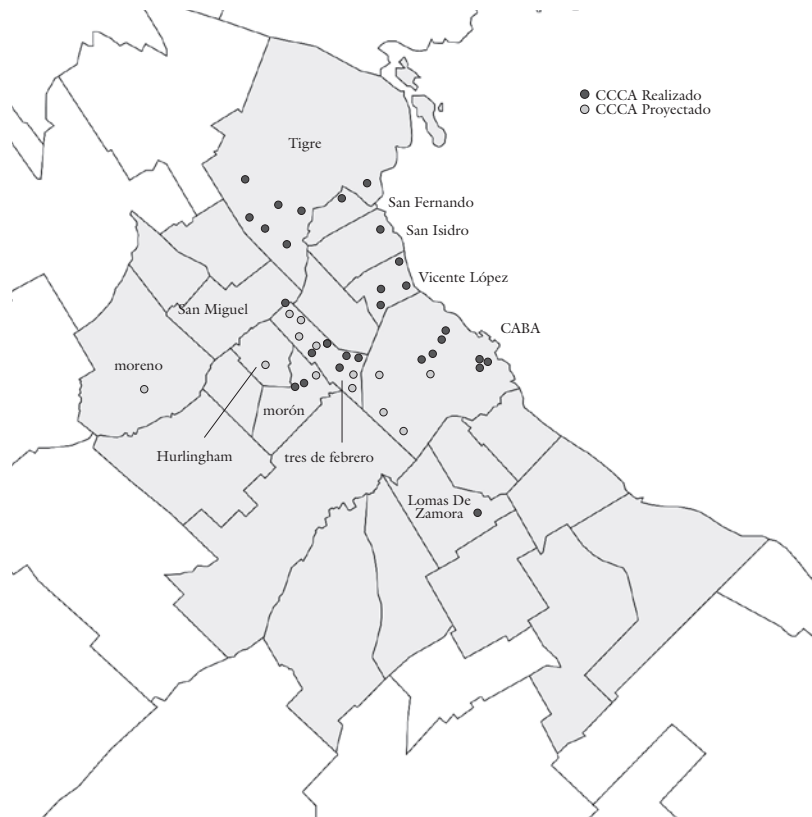 CCCA Realizado
CCCA Proyectado
Tigre
San Fernando
San Isidro
Vicente López
San Miguel
CABA
moreno
morón
Hurlingham
tres de febrero
Lomas De
Zamora